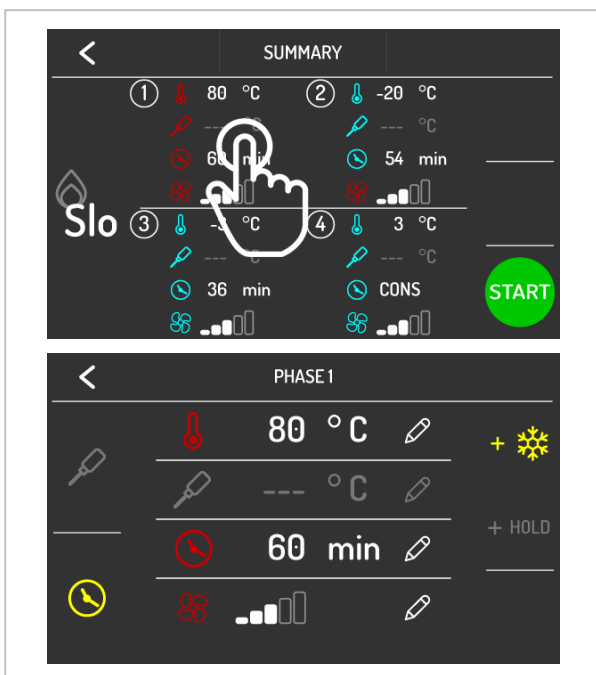 SUMMARY
1 80 °C 2 -20 °C
--- °C --- °C
60 min 54 min
Slo
3 -3 °C 4 3 °C
--- °C --- °C
36 min CONS
START
PHASE 1
80 °C
+
--- °C
+ HOLD
60 min